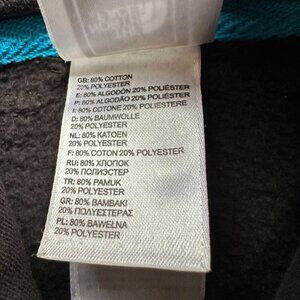 GB: 80% COTTON
20% POLYESTER
E: 80% ALGODÓN 20% POLIÉSTER
P: 80% ALGODÃO 20% POLIÉSTER
I: 80% COTONE 20% POLIESTERE
D: 80% BAUMWOLLE
20% POLYESTER
NL: 80% KATOEN
20% POLYESTER
F: 80% COTON 20% POLYESTER
RU: 80% ХЛОПОК
20% ПОЛИЭСТЕР
TR: 80% PAMUK
20% POLYESTER
GR: 80% ΒΑΜΒΑΚΙ
20% ΠΟΛΥΕΣΤΕΡΑΣ
PL: 80% BAWEŁNA
20% POLYESTER